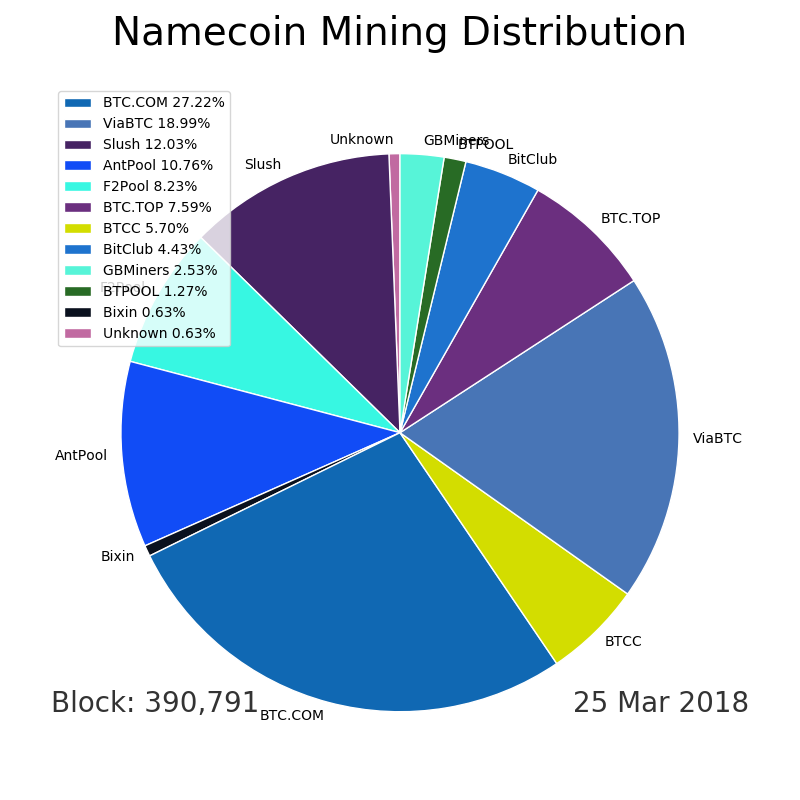 Namecoin Mining Distribution
BTC.COM 27.22%
ViaBTC 18.99%
Slush 12.03%
AntPool 10.76%
F2Pool 8.23%
BTC.TOP 7.59%
BTCC 5.70%
BitClub 4.43%
GBMiners 2.53%
BTPOOL 1.27%
Bixin 0.63%
Unknown 0.63%
Unknown
GBMiners
BTPOOL
BitClub
Slush
BTC.TOP
F2Pool
ViaBTC
AntPool
Bixin
BTCC
Block: 390,791
25 Mar 2018
BTC.COM